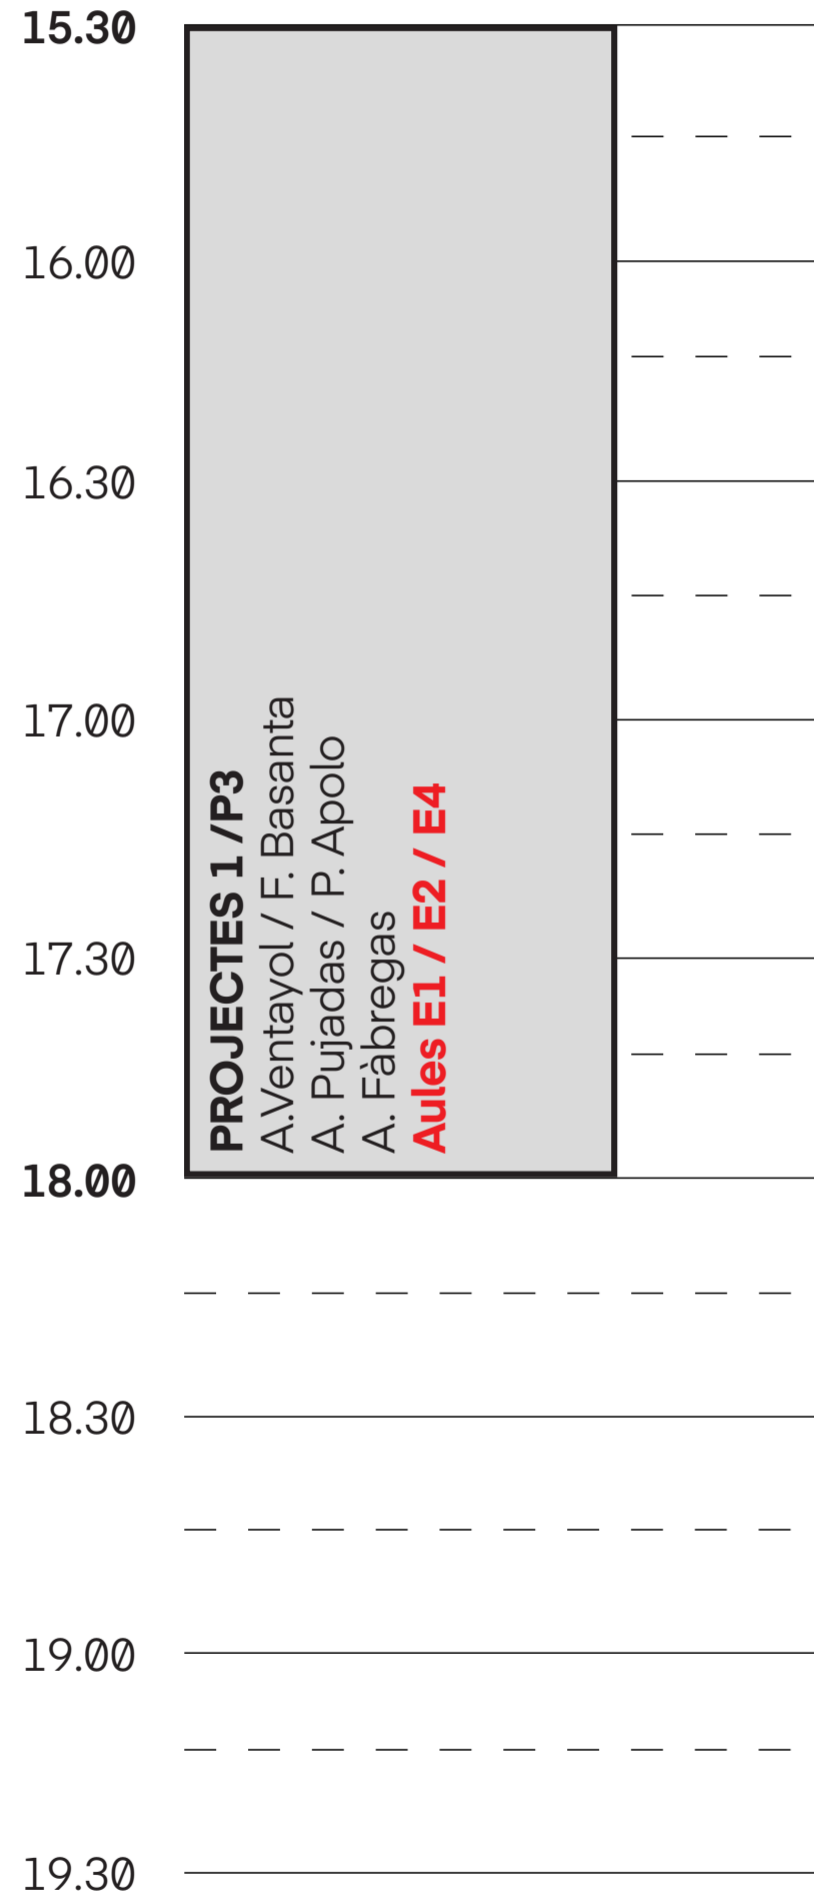 15.30
16.00
16.30
17.00
17.30
18.00
18.30
19.00
19.30
PROJECTES 1 /P3
A.Ventayol / F. Basanta
A. Pujadas / P. Apolo
A. Fàbregas
Aules E1 / E2 / E4